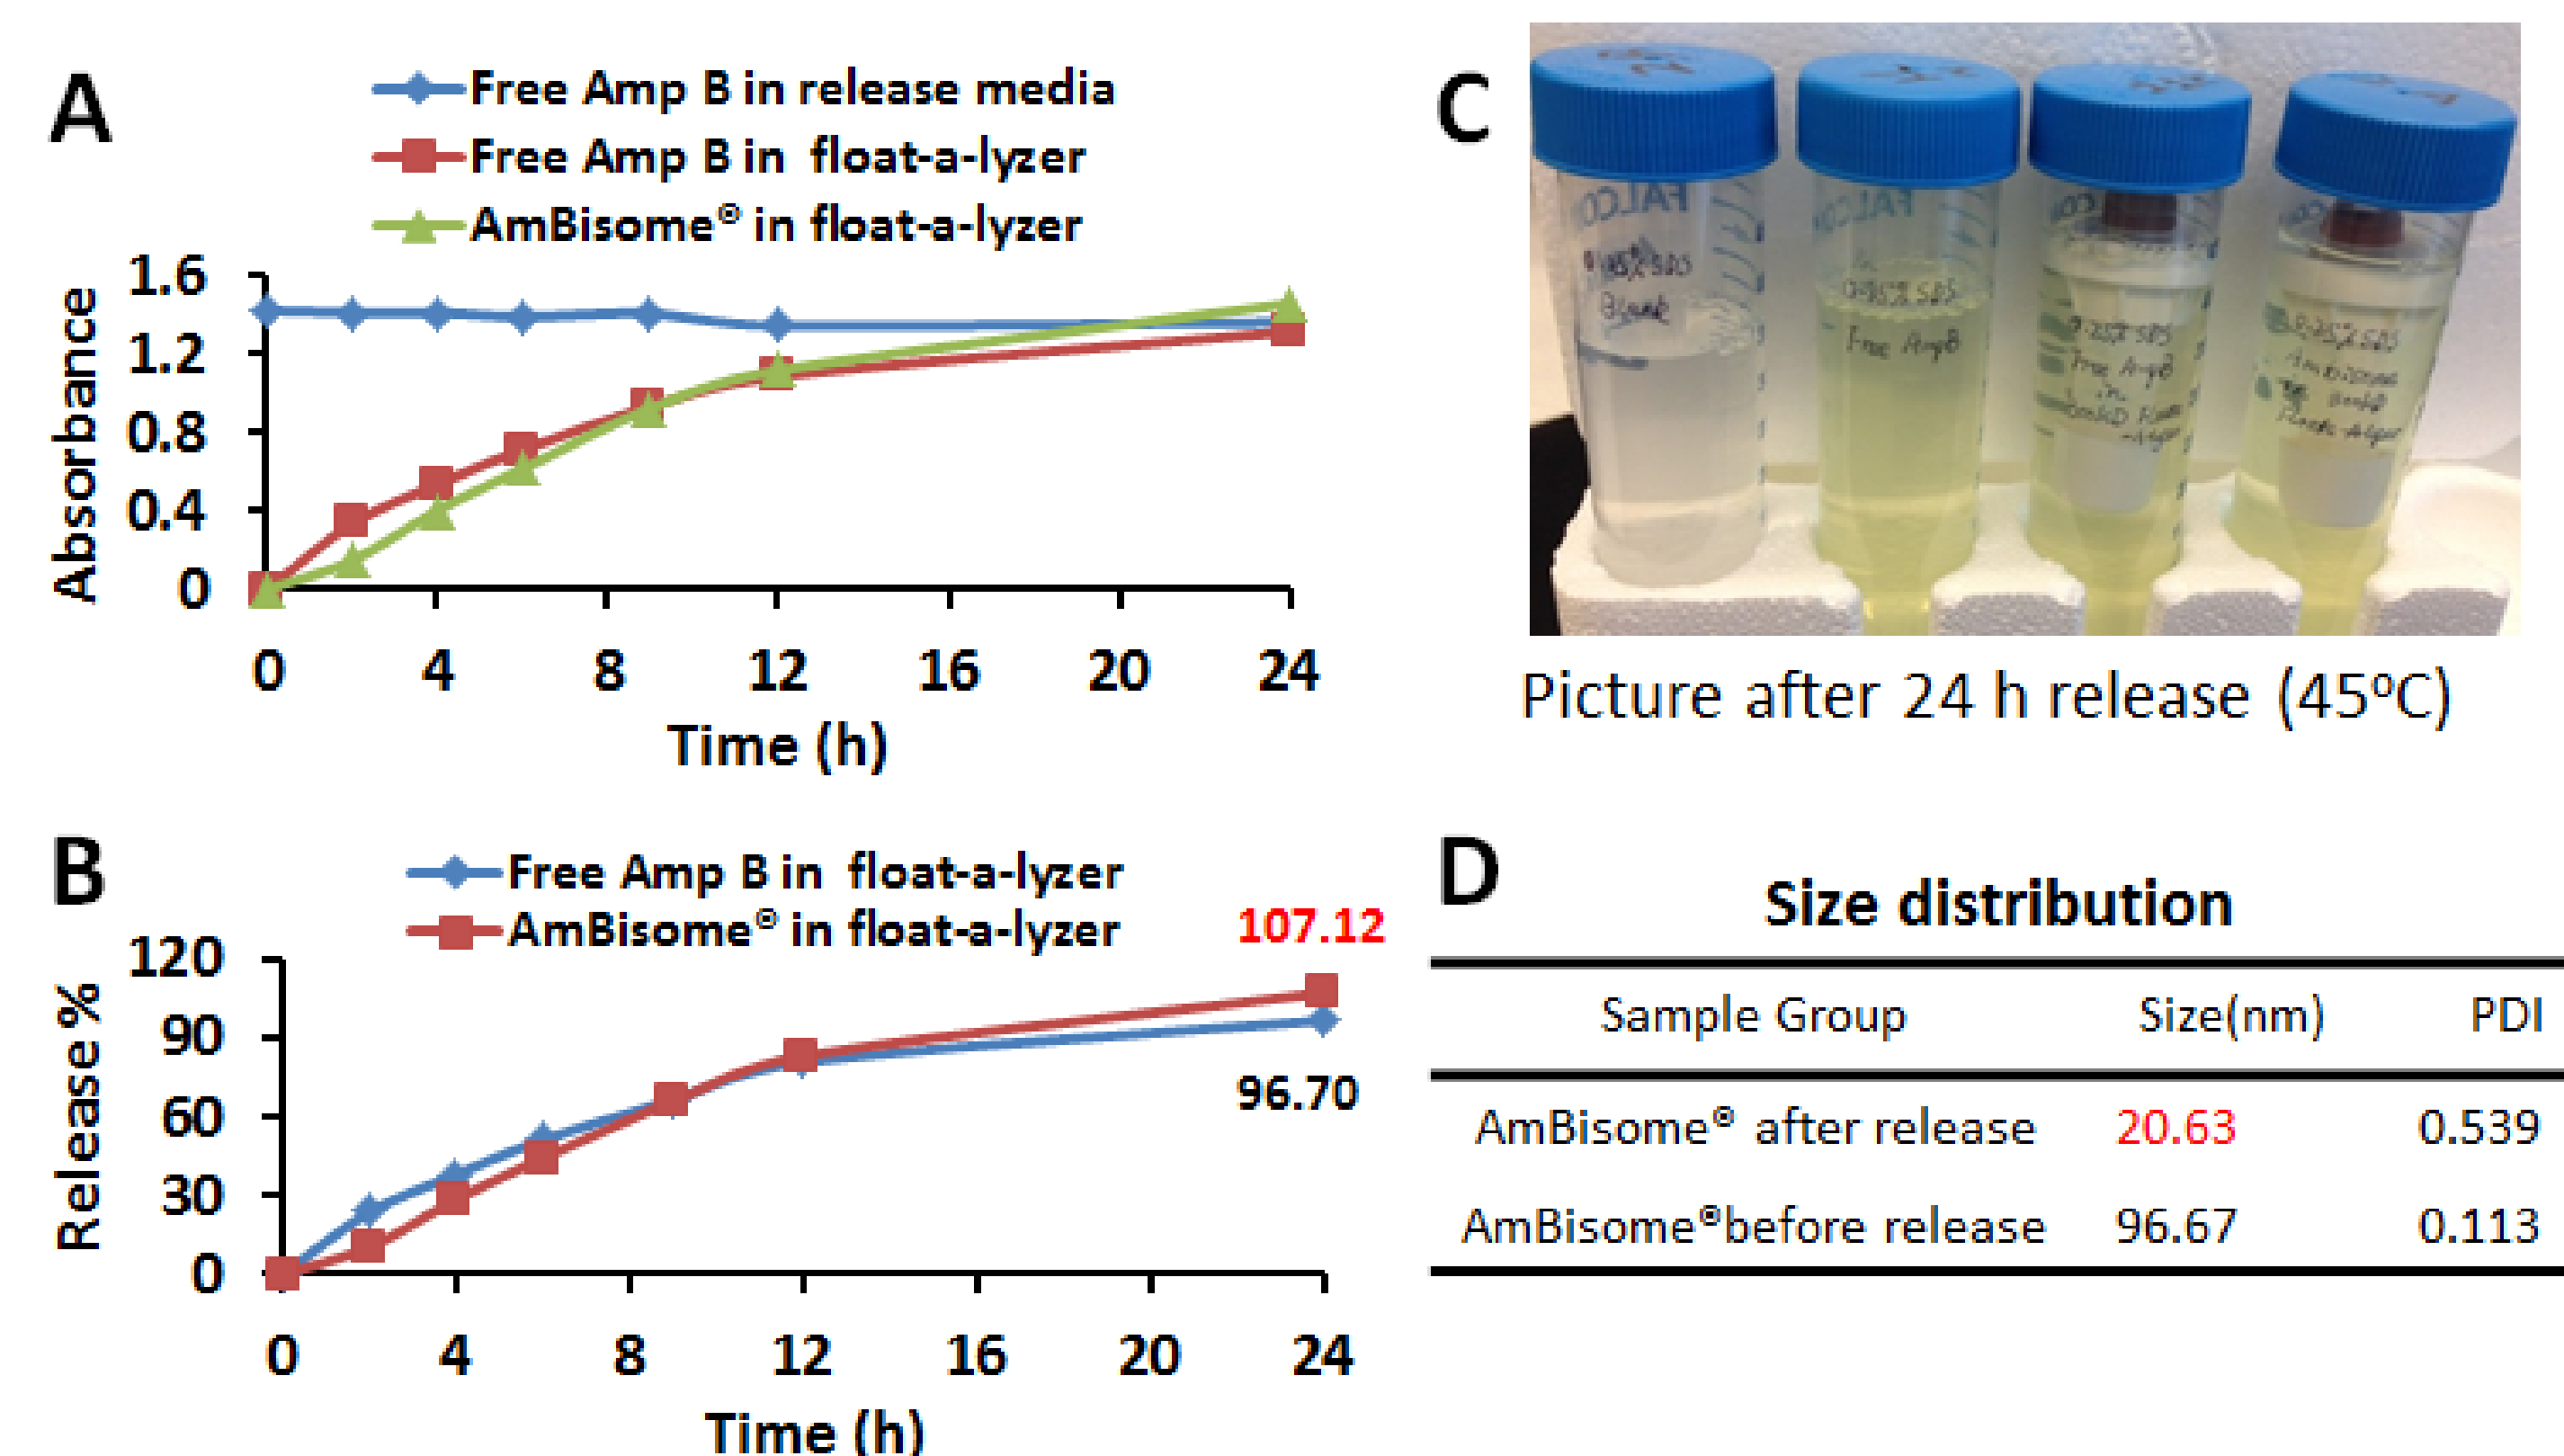 A
Free Amp B in release media
Free Amp B in float-a-lyzer
AmBisome® in float-a-lyzer
Absorbance
1.6
1.2
0.8
0.4
0
0 4 8 12 16 20 24
Time (h)
B
Free Amp B in float-a-lyzer
AmBisome® in float-a-lyzer
107.12
96.70
Release %
120
90
60
30
0
0 4 8 12 16 20 24
Time (h)
C
FALCO
Blank
FALCON
Free AmpB
Free AmpB
in
Picture after 24 h release (45ºC)
D
Size distribution
Sample Group Size(nm) PDI
AmBisome® after release 20.63 0.539
AmBisome®before release 96.67 0.113